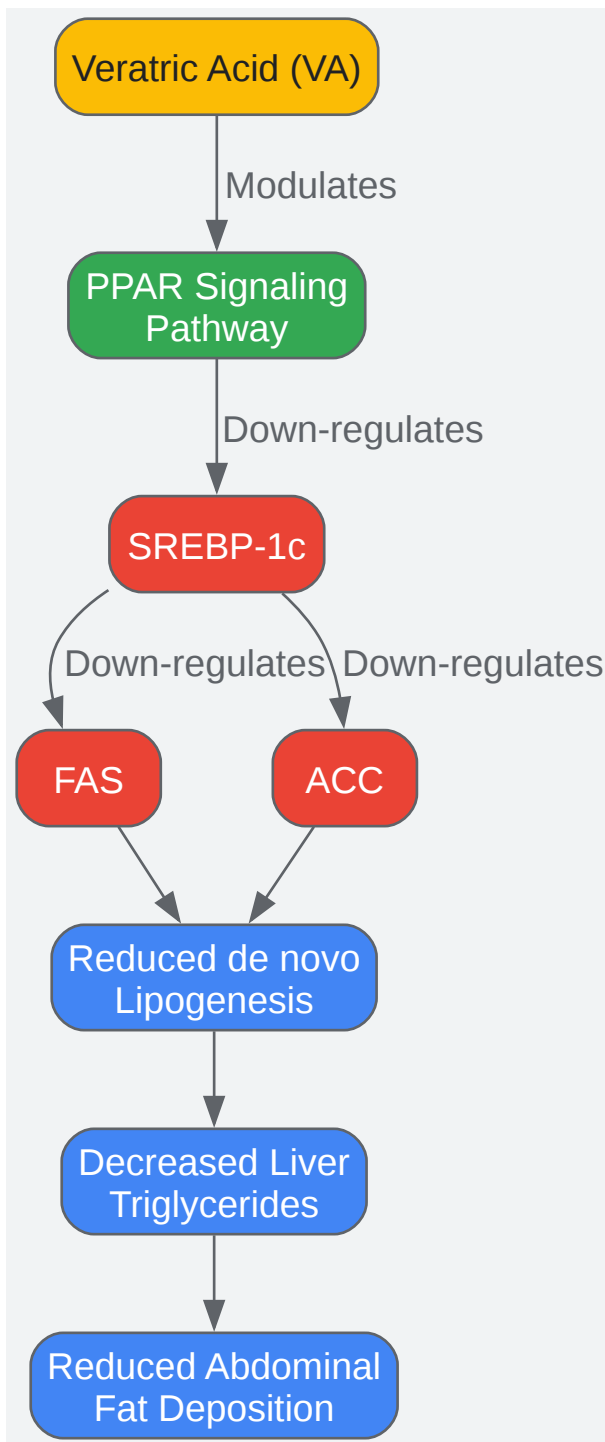 Veratric Acid (VA)
Modulates
PPAR Signaling
Pathway
Down-regulates
SREBP-1c
Down-regulates
Down-regulates
FAS
ACC
Reduced de novo
Lipogenesis
Decreased Liver
Triglycerides
Reduced Abdominal
Fat Deposition